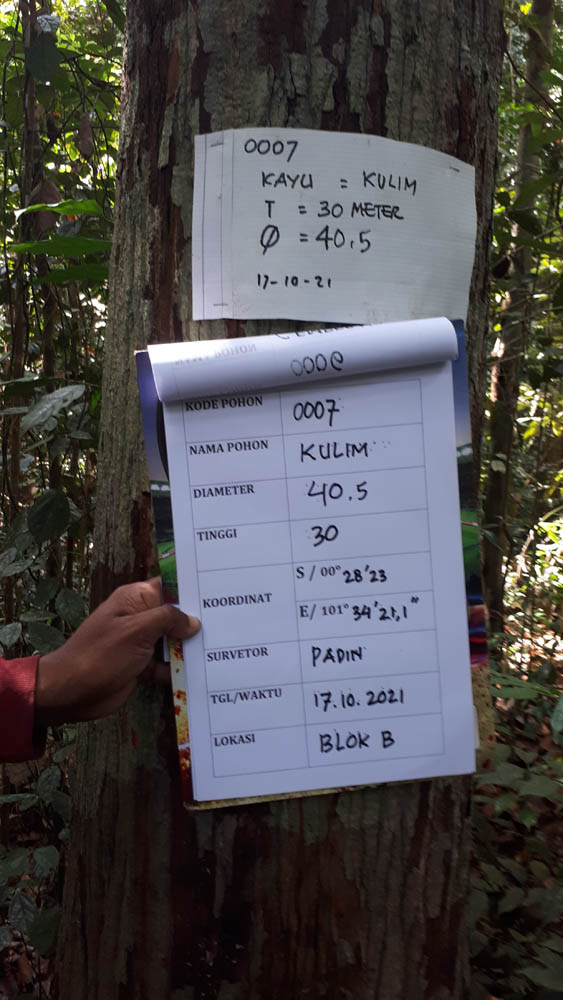 0007
KAYU = KULIM
T = 30 METER
Ø = 40.5
17-10-21
KODE POHON 0007
NAMA POHON KULIM
DIAMETER 40.5
TINGGI 30
KOORDINAT S / 00° 28'23
E/ 101° 34'21,1"
SURVETOR PADIN
TGL/WAKTU 17.10.2021
LOKASI BLOK B